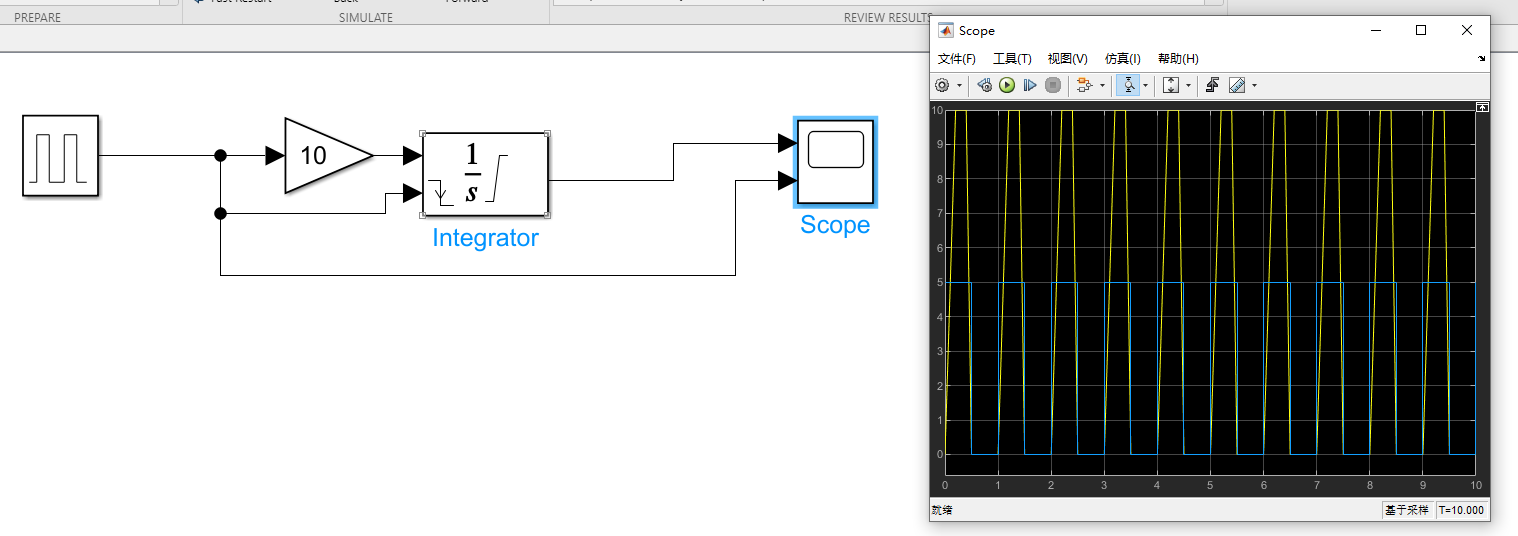 PREPARE
SIMULATE
REVIEW RESULTS
Scope
文件(F) 工具(T) 视图(V) 仿真(I) 帮助(H)
10
1
s
Integrator
Scope
10
9
8
7
6
5
4
3
2
1
0
0 1 2 3 4 5 6 7 8 9 10
就绪
基于采样 T=10.000